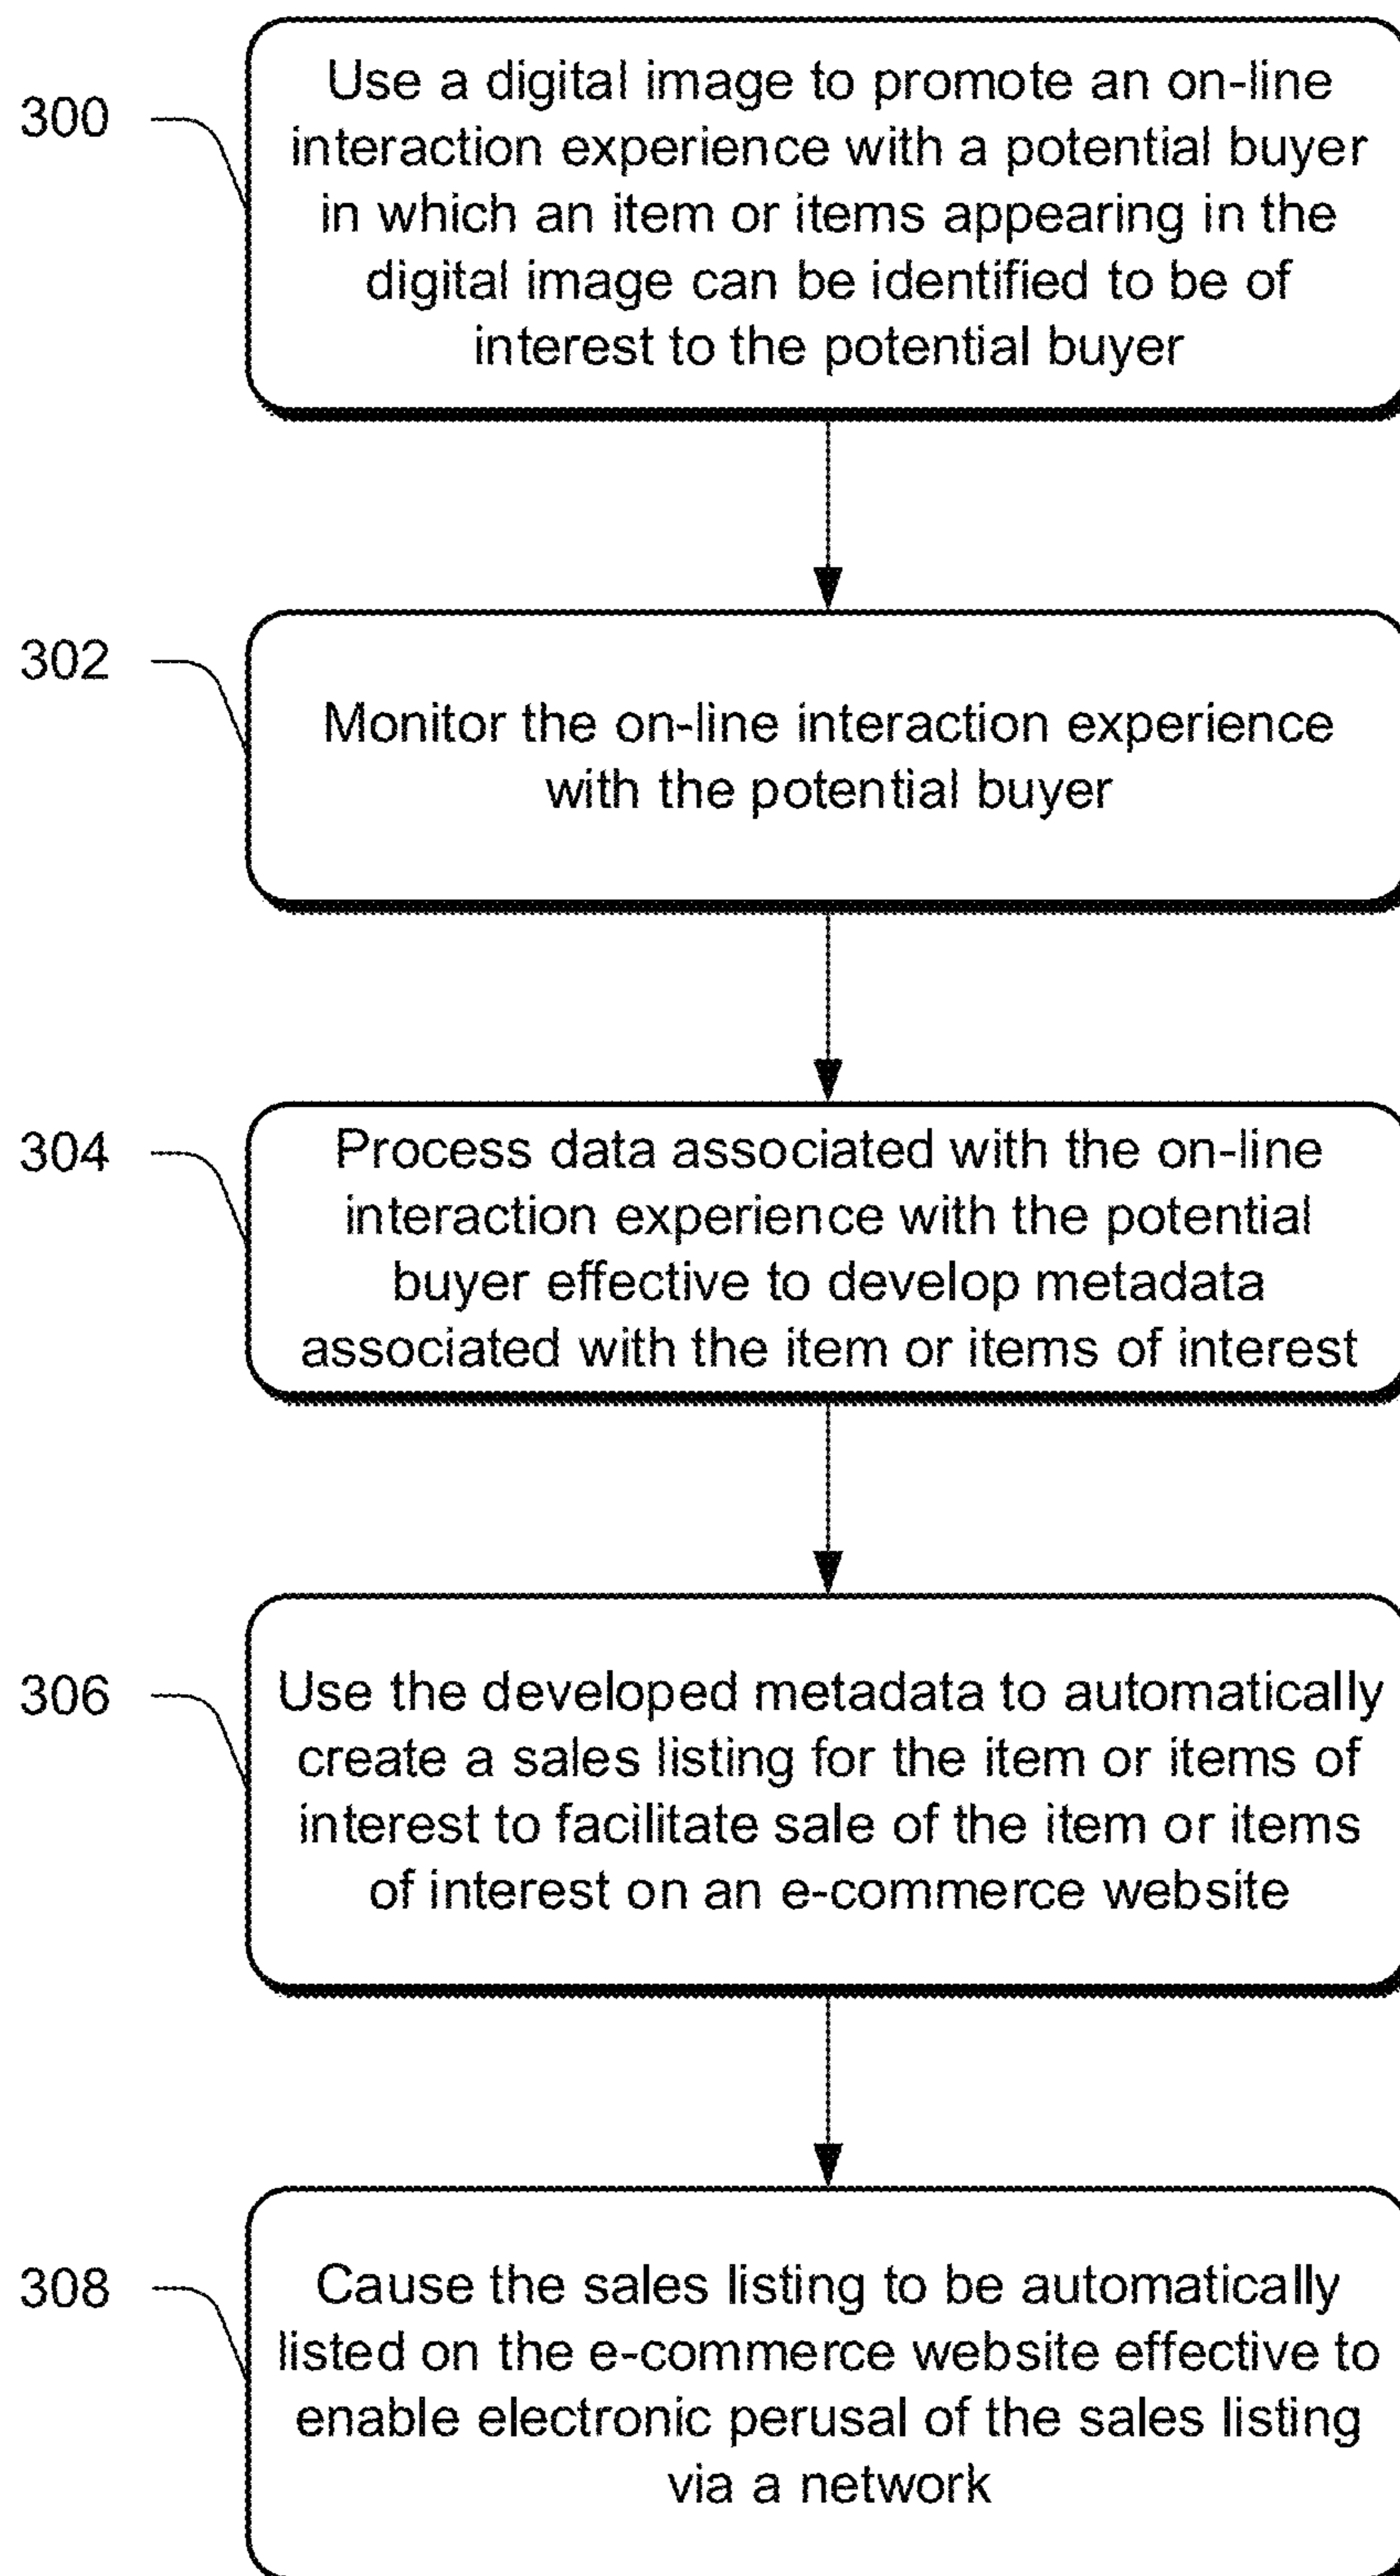 300
Use a digital image to promote an on-line
interaction experience with a potential buyer
in which an item or items appearing in the
digital image can be identified to be of
interest to the potential buyer
302
Monitor the on-line interaction experience
with the potential buyer
304
Process data associated with the on-line
interaction experience with the potential
buyer effective to develop metadata
associated with the item or items of interest
306
Use the developed metadata to automatically
create a sales listing for the item or items of
interest to facilitate sale of the item or items
of interest on an e-commerce website
308
Cause the sales listing to be automatically
listed on the e-commerce website effective to
enable electronic perusal of the sales listing
via a network